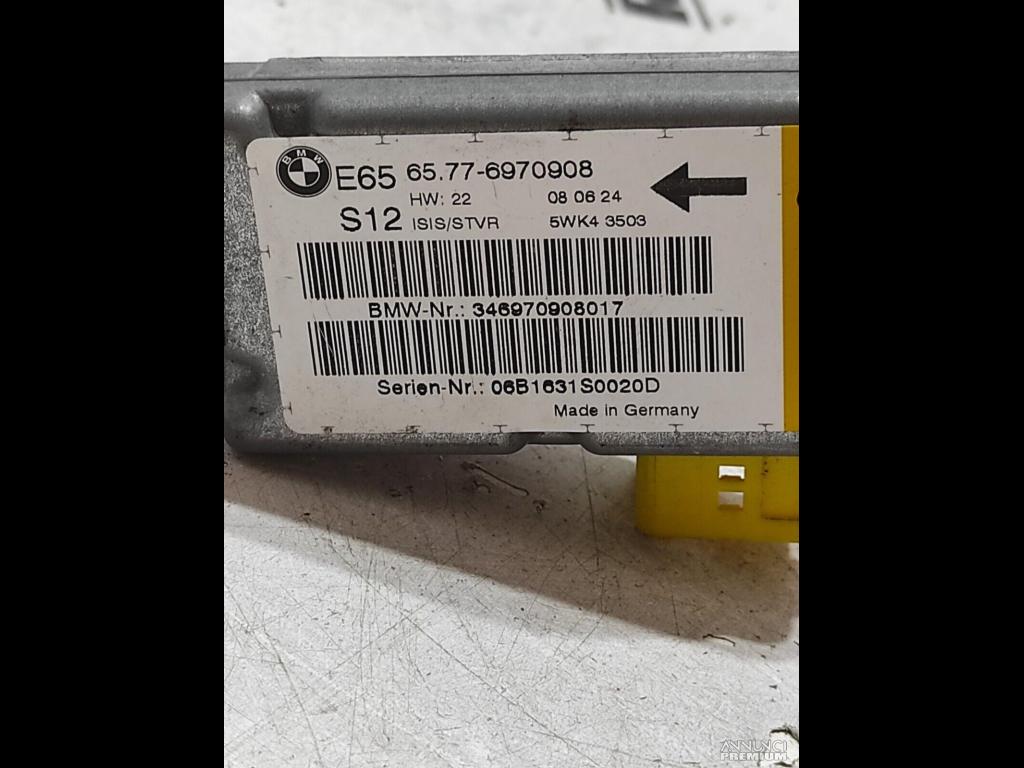 BMW
E65 65.77-6970908
HW: 22 08 06 24
S12 ISIS/STVR 5WK4 3503
BMW-Nr.: 346970908017
Serien-Nr.: 06B1631S0020D
Made in Germany
ANNUNCI
PREMIUM